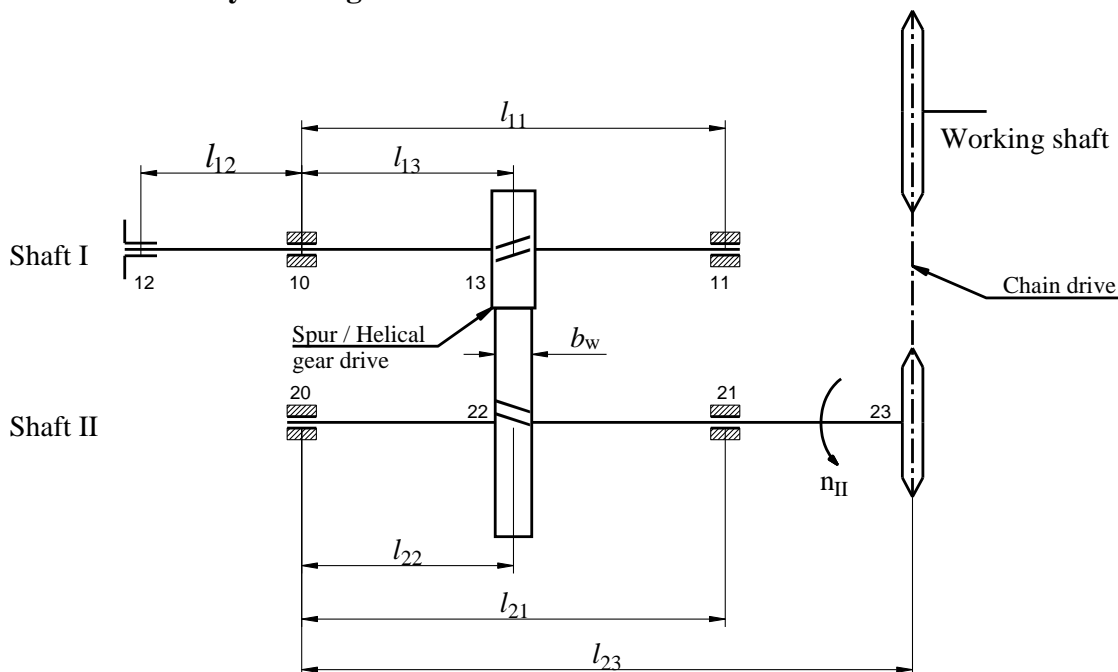 l11
Working shaft
l12
l13
Shaft I
12
10
13
11
Chain drive
Spur / Helical
gear drive
bw
20
21
Shaft II
22
23
nII
l22
l21
l23